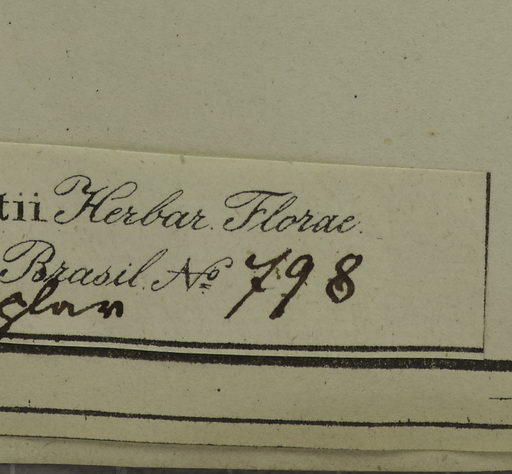 tii Herbar. Florae
Brasil. No 798